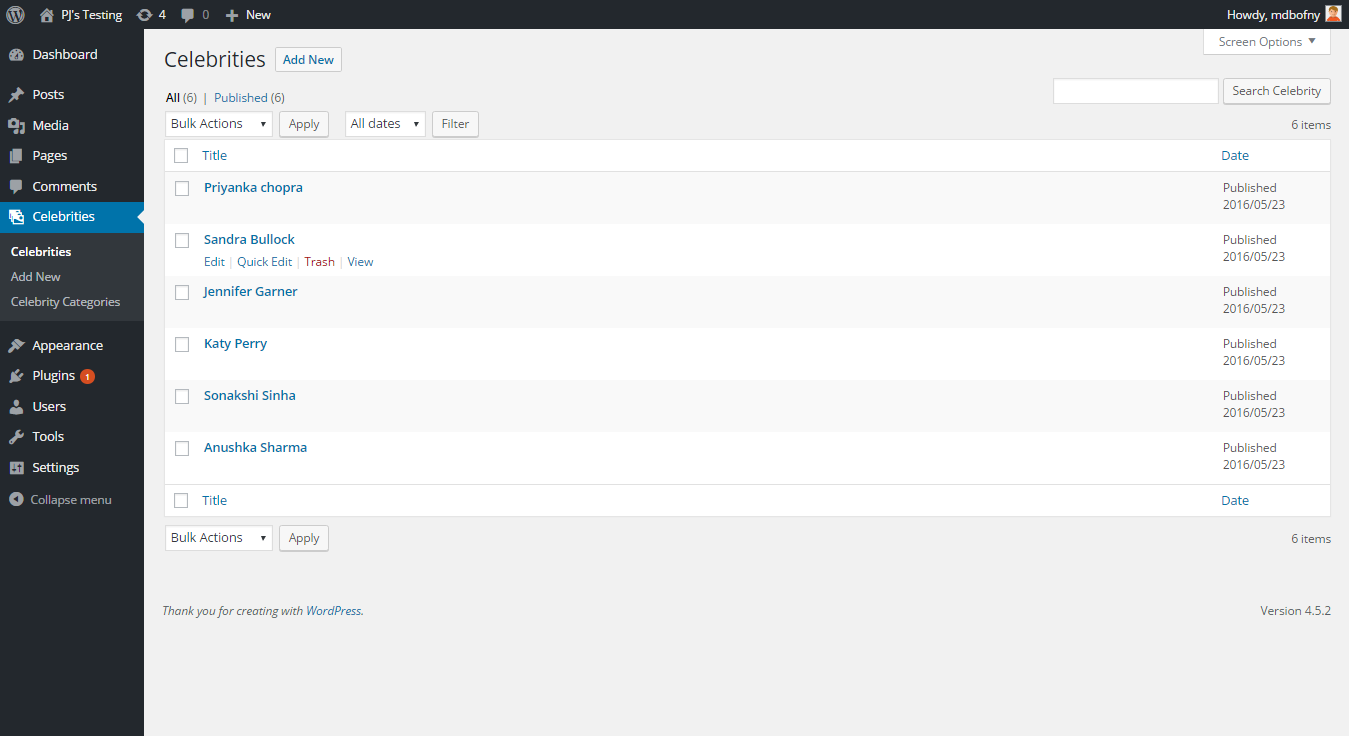 PJ's Testing 4 0 New Howdy, mdbofny
Dashboard
Posts
Media
Pages
Comments
Celebrities
Celebrities
Add New
Celebrity Categories
Appearance
Plugins 1
Users
Tools
Settings
Collapse menu
Screen Options
Celebrities Add New
All (6) | Published (6)
Search Celebrity
Bulk Actions Apply All dates Filter 6 items
Title Date
Priyanka chopra Published
2016/05/23
Sandra Bullock Published
Edit | Quick Edit | Trash | View 2016/05/23
Jennifer Garner Published
2016/05/23
Katy Perry Published
2016/05/23
Sonakshi Sinha Published
2016/05/23
Anushka Sharma Published
2016/05/23
Title Date
Bulk Actions Apply 6 items
Thank you for creating with WordPress. Version 4.5.2